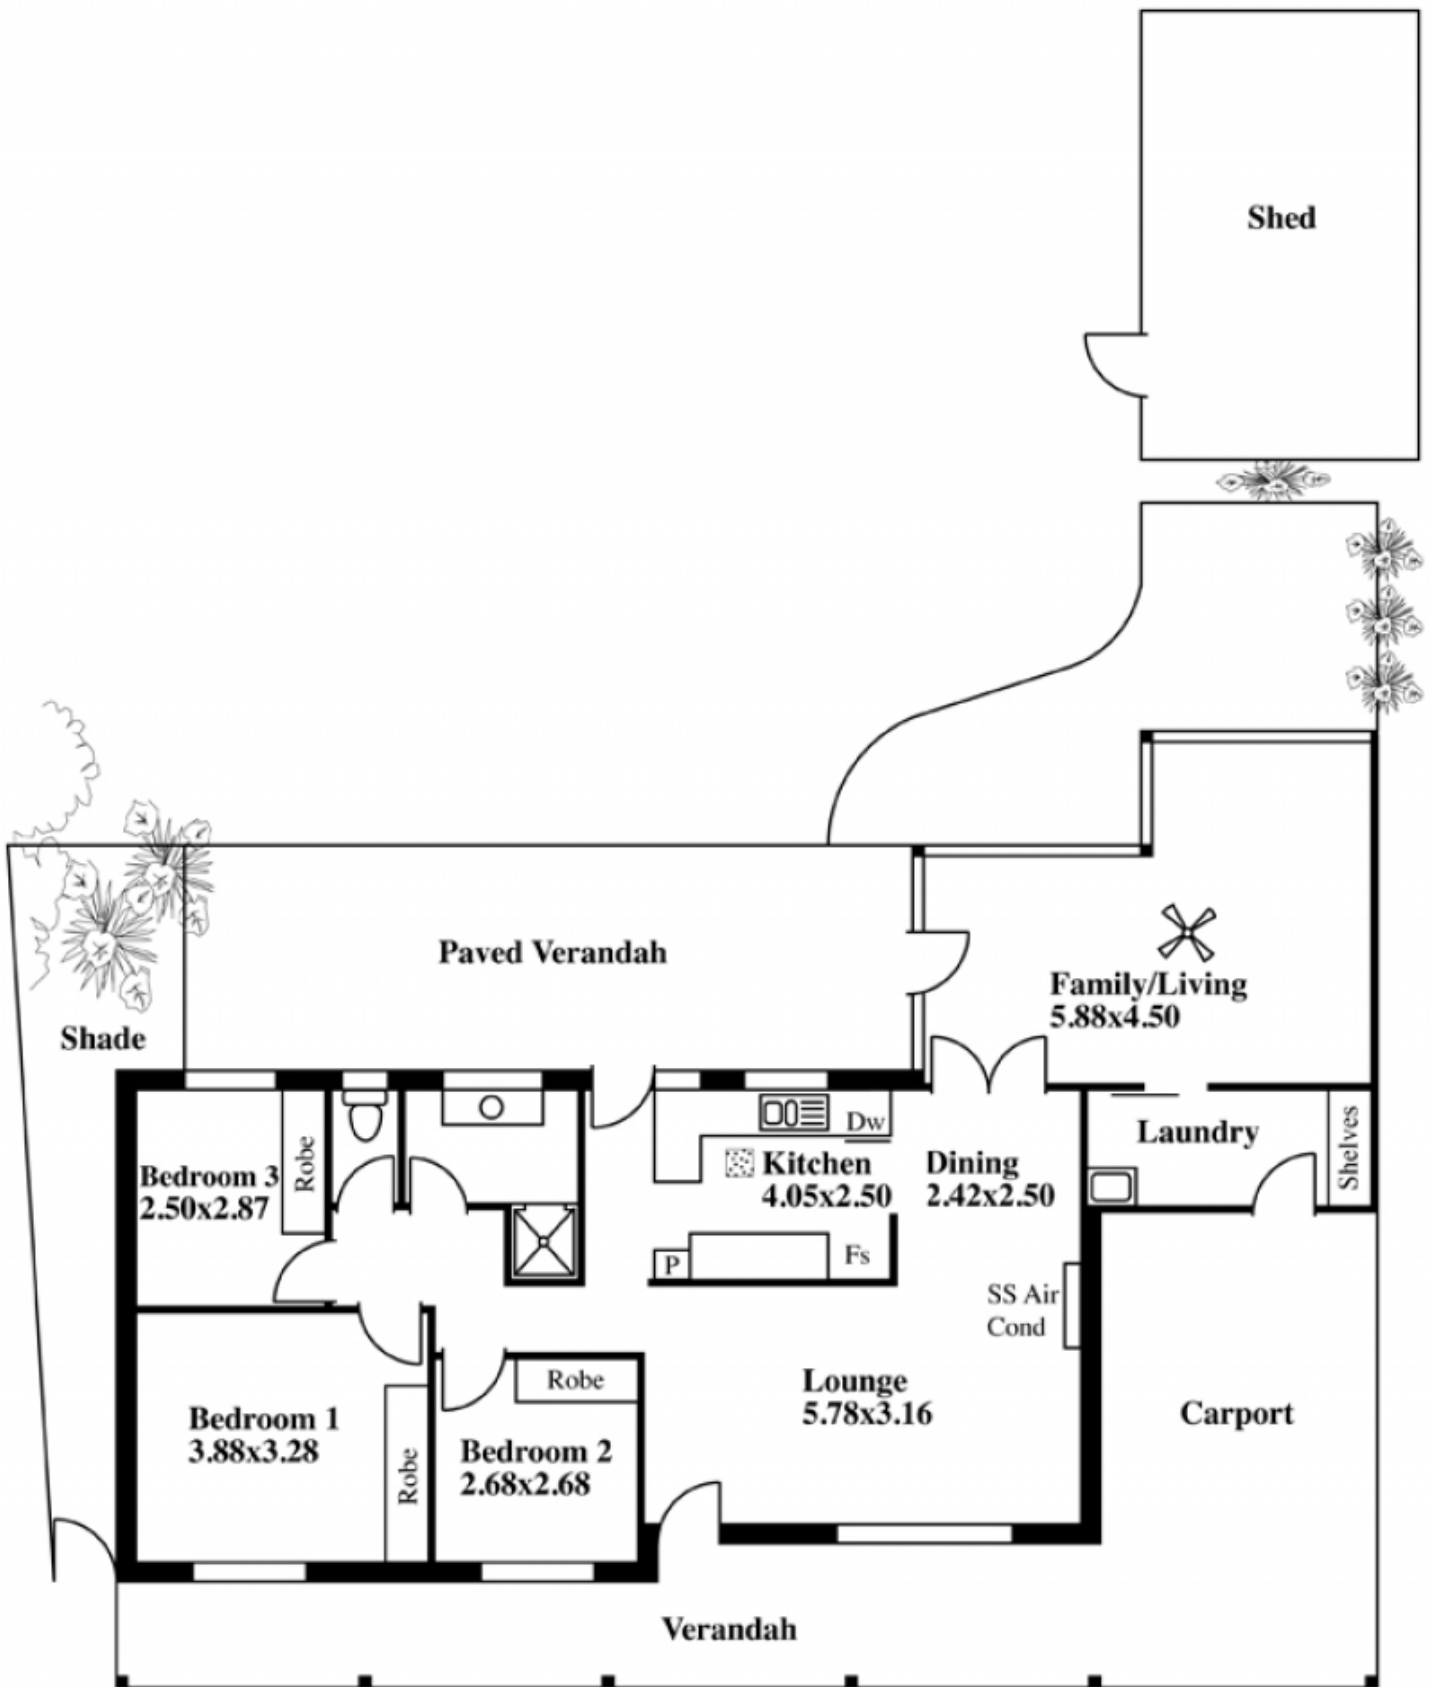 Shed
Paved Verandah
Family/Living
5.88x4.50
Shade
Dw
Laundry
Shelves
Bedroom 3
2.50x2.87
Robe
Kitchen
4.05x2.50
Dining
2.42x2.50
P
Fs
SS Air
Cond
Robe
Lounge
5.78x3.16
Carport
Bedroom 1
3.88x3.28
Robe
Bedroom 2
2.68x2.68
Verandah